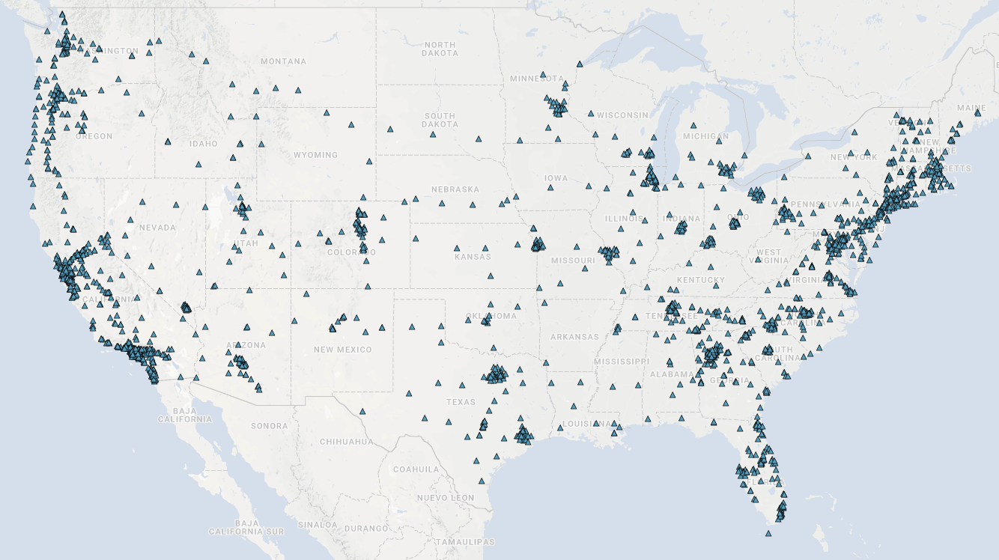 NORTH
DAKOTA
MONTANA
MINNESOTA
MAINE
WISCONSIN
SOUTH
DAKOTA
MICHIGAN
OREGON
IDAHO
NEW
HAMPSHIRE
WYOMING
NEW YORK
IOWA
NEBRASKA
PENNSYLVANIA
ILLINOIS
INDIANA
OHIO
NEVADA
UTAH
COLORADO
KANSAS
MISSOURI
WEST
VIRGINIA
KENTUCKY
VIRGINIA
CALIFORNIA
OKLAHOMA
TENNESSEE
CAROLINA
ARKANSAS
ARIZONA
NEW MEXICO
SOUTH
CAROLINA
MISSISSIPPI
ALABAMA
GEORGIA
TEXAS
BAJA
CALIFORNIA
SONORA
LOUISIANA
CHIHUAHUA
COAHUILA
FLORIDA
NUEVO LEON
BAJA
CALIFORNIA SUR
SINALOA
DURANGO
TAMAULIPAS